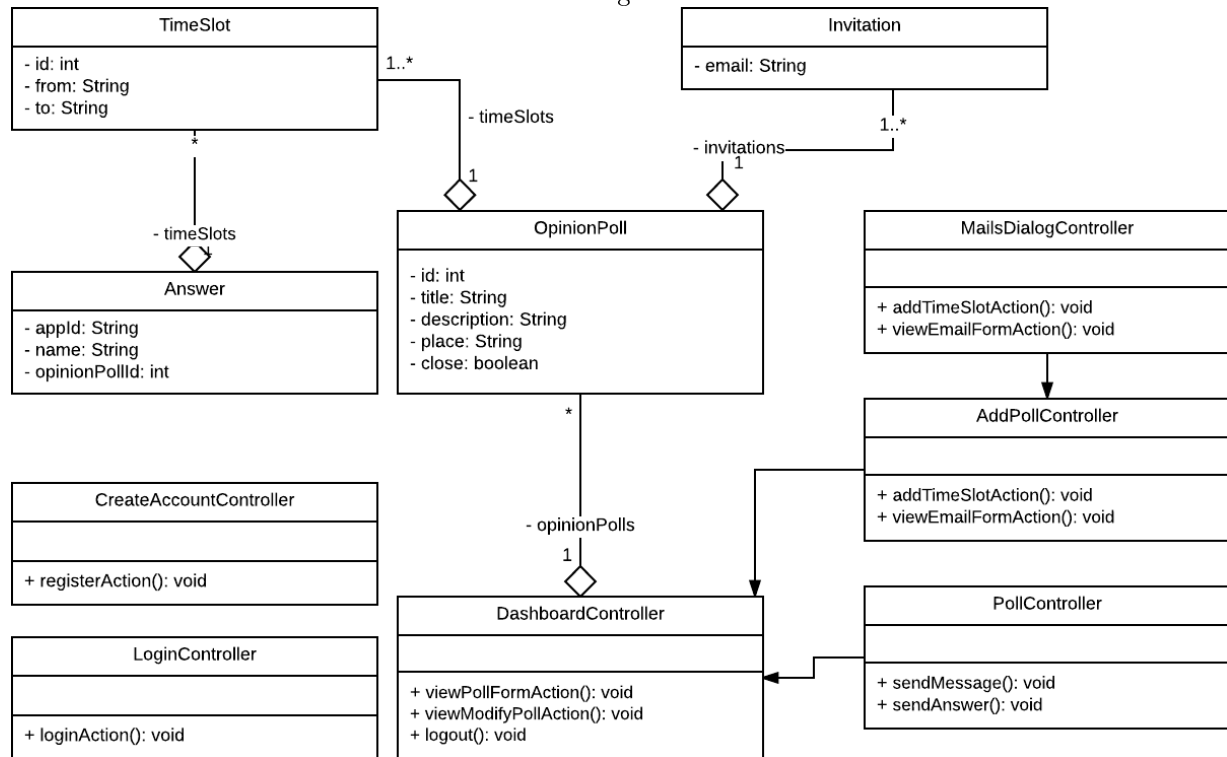 TimeSlot
- id: int
- from: String
- to: String
1..*
- timeSlots
1
*
- timeSlots
1
Invitation
- email: String
1..*
- invitations
1
OpinionPoll
- id: int
- title: String
- description: String
- place: String
- close: boolean
Answer
- appId: String
- name: String
- opinionPollId: int
MailsDialogController
+ addTimeSlotAction(): void
+ viewEmailFormAction(): void
AddPollController
+ addTimeSlotAction(): void
+ viewEmailFormAction(): void
*
- opinionPolls
1
CreateAccountController
+ registerAction(): void
LoginController
+ loginAction(): void
DashboardController
+ viewPollFormAction(): void
+ viewModifyPollAction(): void
+ logout(): void
PollController
+ sendMessage(): void
+ sendAnswer(): void